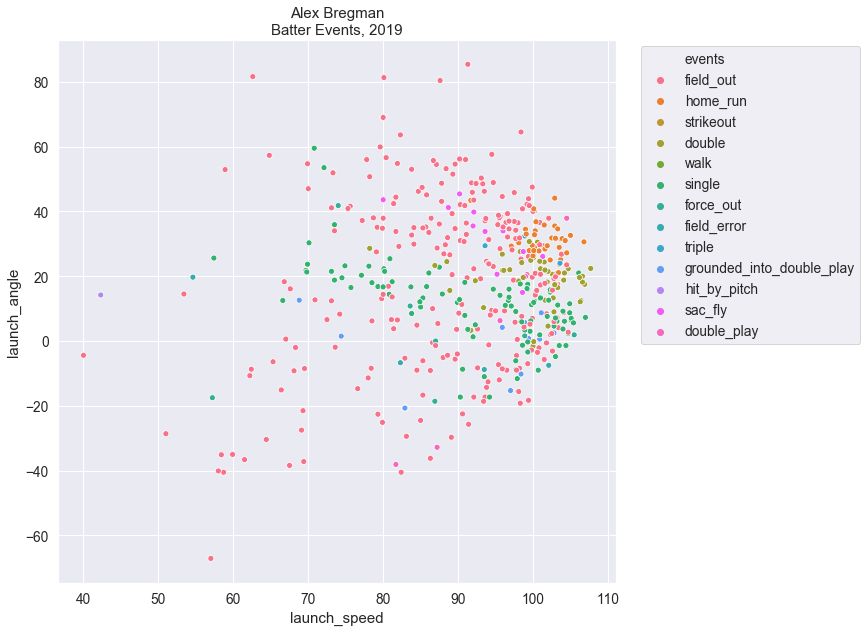 Alex Bregman
Batter Events, 2019
launch_angle
80
60
40
20
0
−20
−40
−60
40 50 60 70 80 90 100 110
launch_speed
events
field_out
home_run
strikeout
double
walk
single
force_out
field_error
triple
grounded_into_double_play
hit_by_pitch
sac_fly
double_play